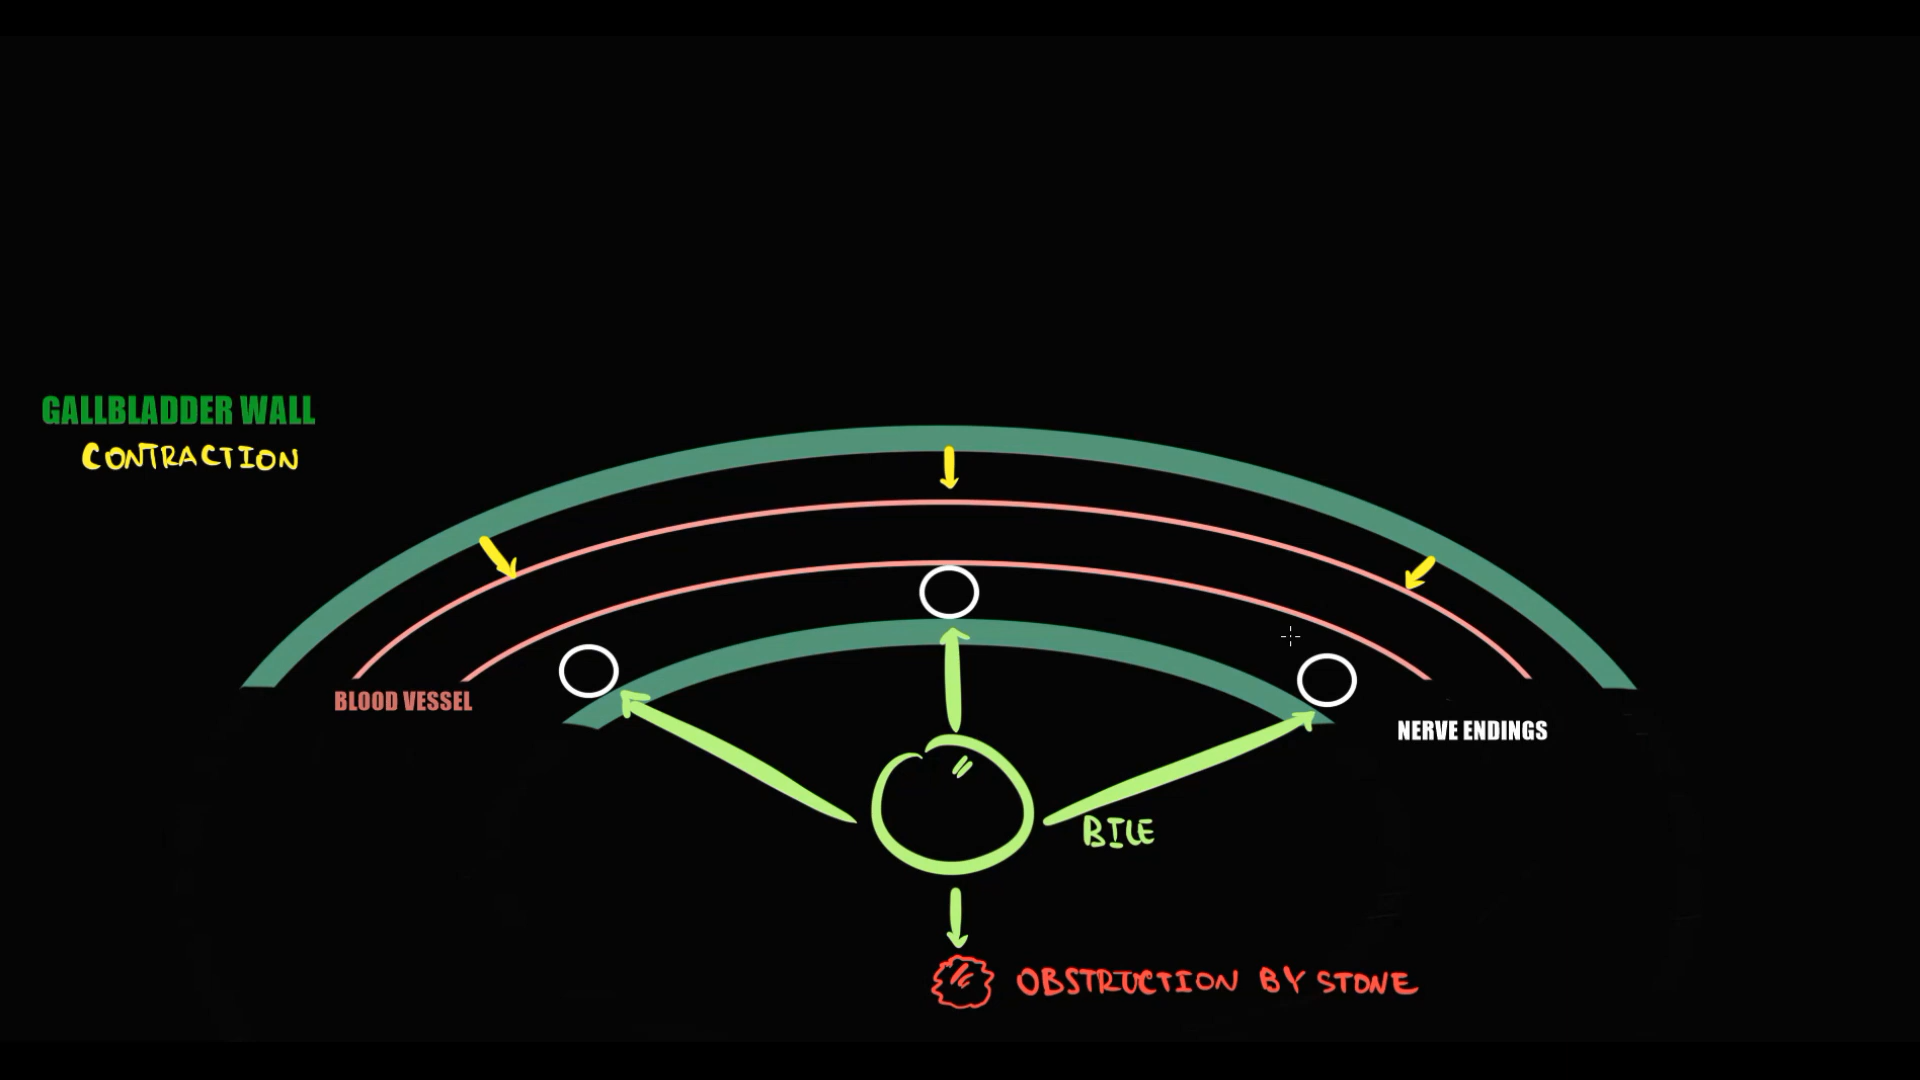 GALLBLADDER WALL
CONTRACTION
BLOOD VESSEL
NERVE ENDINGS
BILE
OBSTRUCTION BY STONE